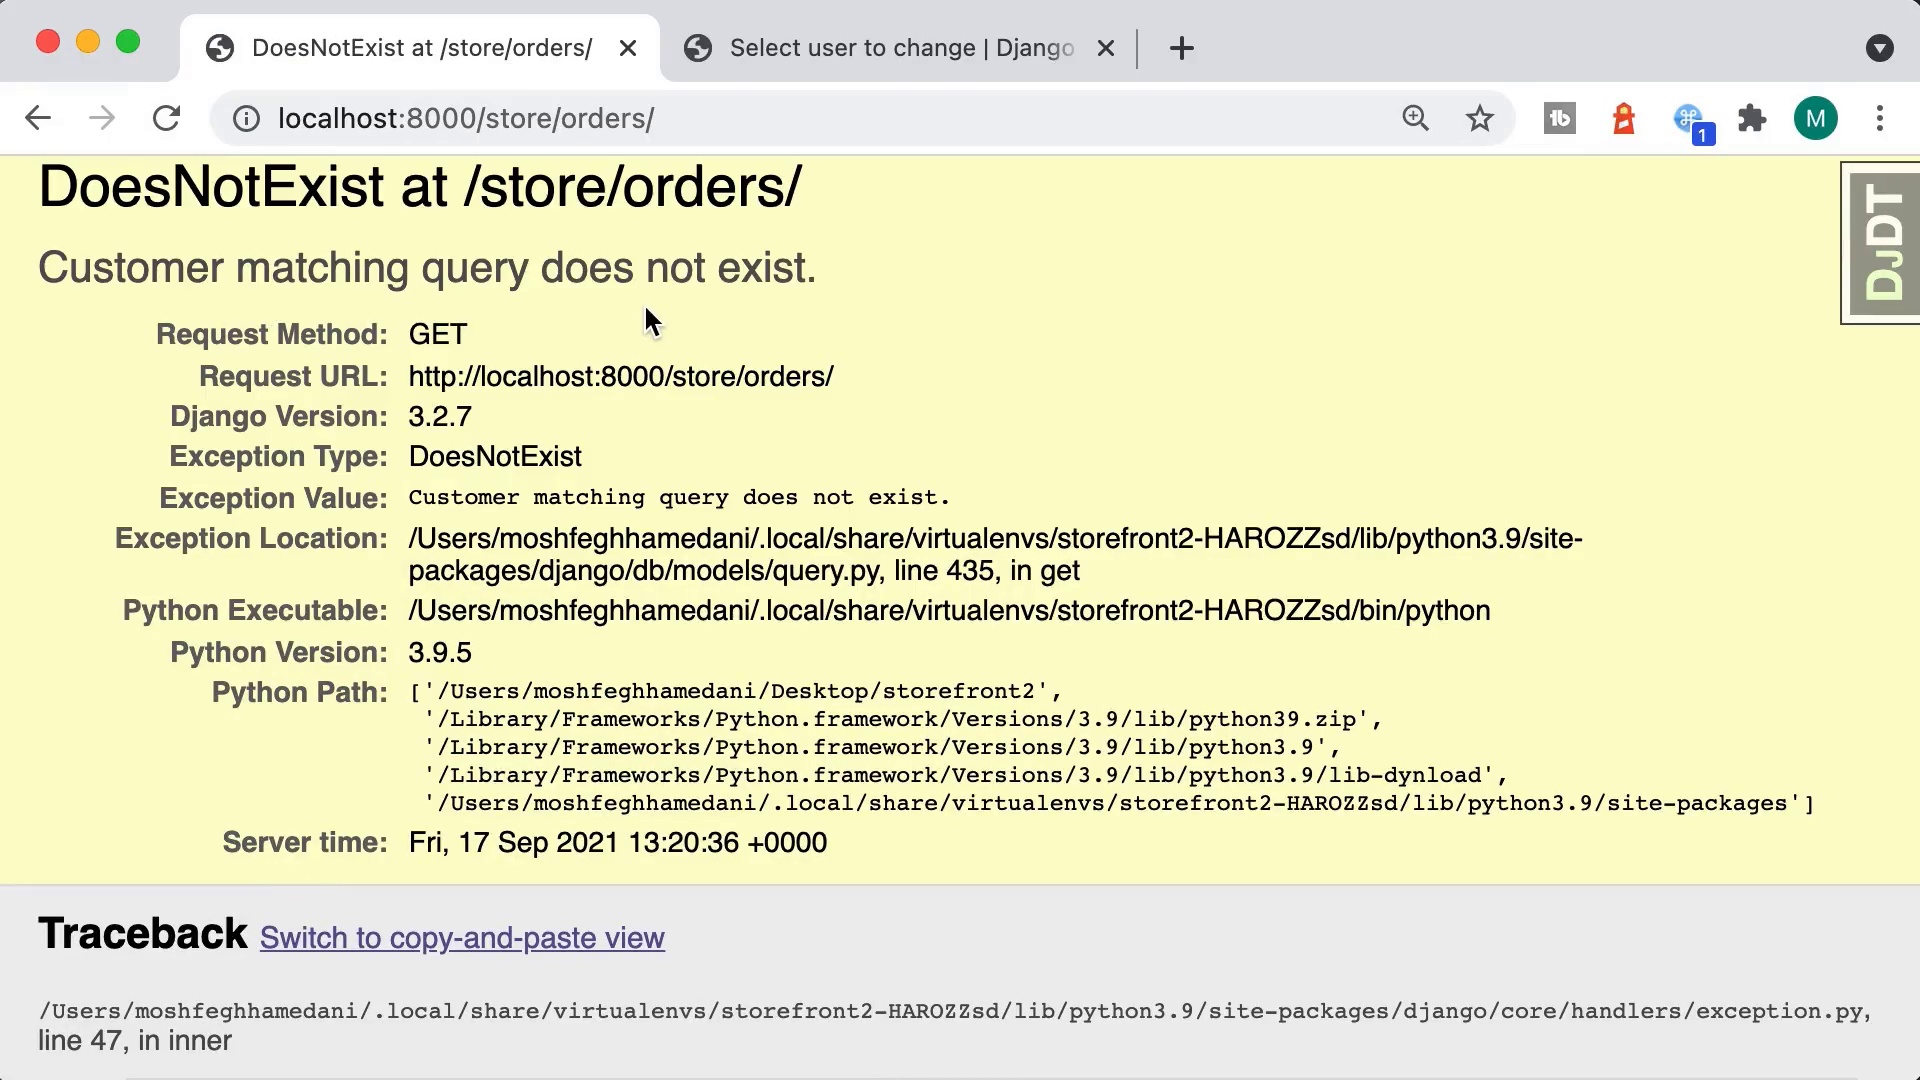 DoesNotExist at /store/orders/
Select user to change | Django
localhost:8000/store/orders/
1
M
DoesNotExist at /store/orders/
DJDT
Customer matching query does not exist.
Request Method: GET
Request URL: http://localhost:8000/store/orders/
Django Version: 3.2.7
Exception Type: DoesNotExist
Exception Value: Customer matching query does not exist.
Exception Location: /Users/moshfeghhamedani/.local/share/virtualenvs/storefront2-HAROZZsd/lib/python3.9/site-
packages/django/db/models/query.py, line 435, in get
Python Executable: /Users/moshfeghhamedani/.local/share/virtualenvs/storefront2-HAROZZsd/bin/python
Python Version: 3.9.5
Python Path: ['/Users/moshfeghhamedani/Desktop/storefront2',
'/Library/Frameworks/Python.framework/Versions/3.9/lib/python39.zip',
'/Library/Frameworks/Python.framework/Versions/3.9/lib/python3.9',
'/Library/Frameworks/Python.framework/Versions/3.9/lib/python3.9/lib-dynload',
'/Users/moshfeghhamedani/.local/share/virtualenvs/storefront2-HAROZZsd/lib/python3.9/site-packages']
Server time: Fri, 17 Sep 2021 13:20:36 +0000
Traceback Switch to copy-and-paste view
/Users/moshfeghhamedani/.local/share/virtualenvs/storefront2-HAROZZsd/lib/python3.9/site-packages/django/core/handlers/exception.py,
line 47, in inner